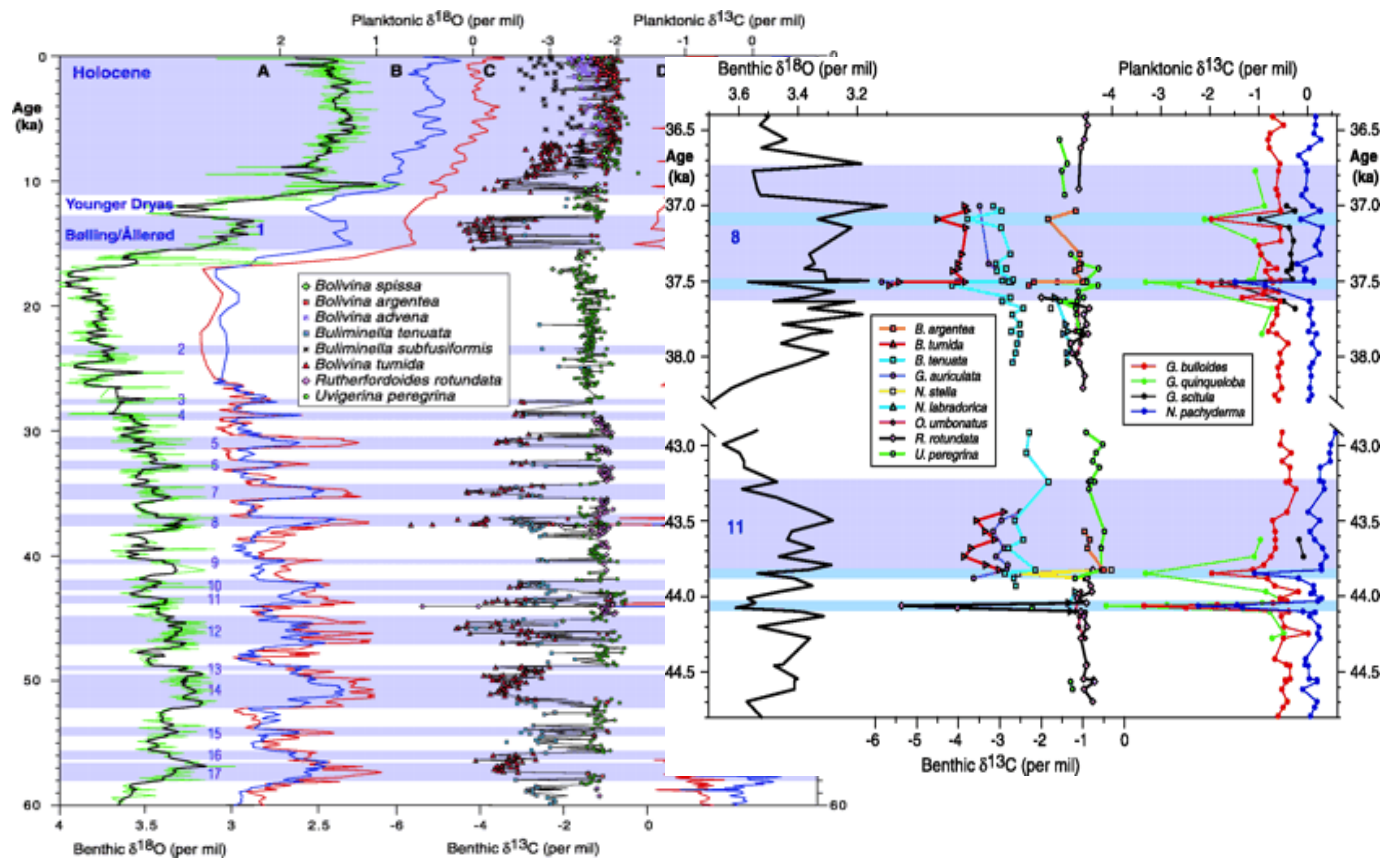 Planktonic δ18O (per mil)
Planktonic δ13C (per mil)
2 1 0 -3 -2 -1 0
0 Holocene A B C D 0
Age
(ka)
10
Younger Dryas
Bølling/Ållerød 1
20
2
3
4
30
5
6
7
8
40
9
10
11
12
13
50
14
15
16
17
60 60
4 3.5 3 2.5 -6 -4 -2 0
Benthic δ18O (per mil)
Benthic δ13C (per mil)
Bolivina spissa
Bolivina argentea
Bolivina advena
Buliminella tenuata
Buliminella subfusiformis
Bolivina tumida
Rutherfordoides rotundata
Uvigerina peregrina
Benthic δ18O (per mil)
Planktonic δ13C (per mil)
3.6 3.4 3.2 -4 -3 -2 -1 0
36.5 36.5
Age
(ka)
Age
(ka)
37.0 37.0
8
37.5 37.5
38.0 38.0
B. argentea
B. tumida
B. tenuata
G. auriculata
N. stella
N. labradorica
O. umbonatus
R. rotundata
U. peregrina
G. bulloides
G. quinqueloba
G. scitula
N. pachyderma
43.0 43.0
43.5 43.5
11
44.0 44.0
44.5 44.5
-6 -5 -4 -3 -2 -1 0
Benthic δ13C (per mil)